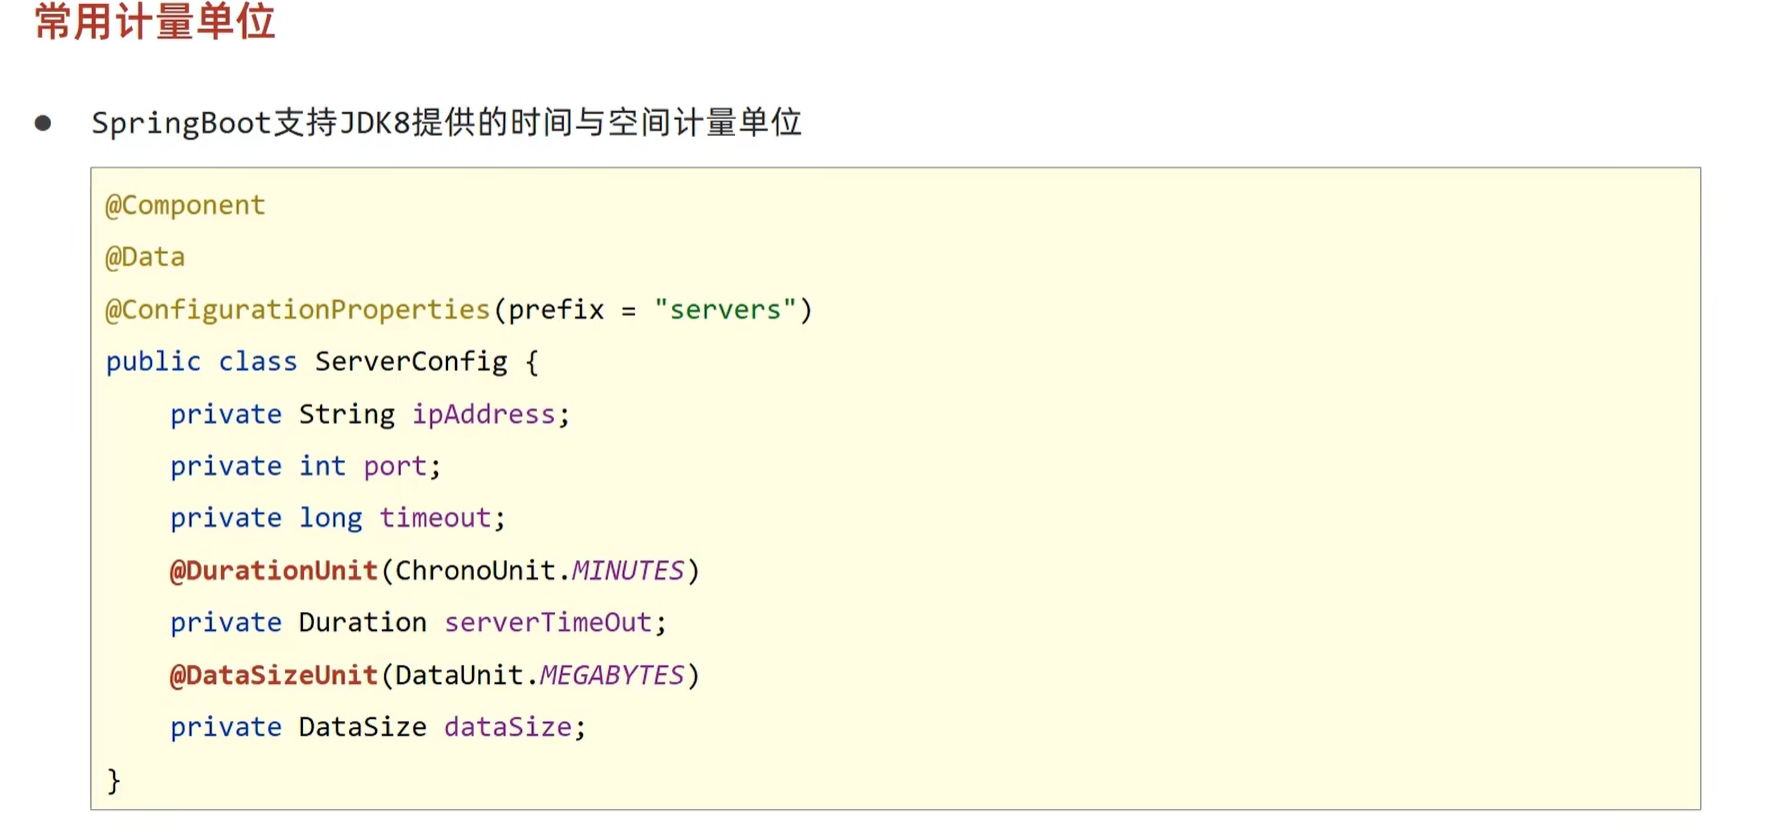 常用计量单位
● SpringBoot支持JDK8提供的时间与空间计量单位
@Component
@Data
@ConfigurationProperties(prefix = "servers")
public class ServerConfig {
    private String ipAddress;
    private int port;
    private long timeout;
    @DurationUnit(ChronoUnit.MINUTES)
    private Duration serverTimeOut;
    @DataSizeUnit(DataUnit.MEGABYTES)
    private DataSize dataSize;
}